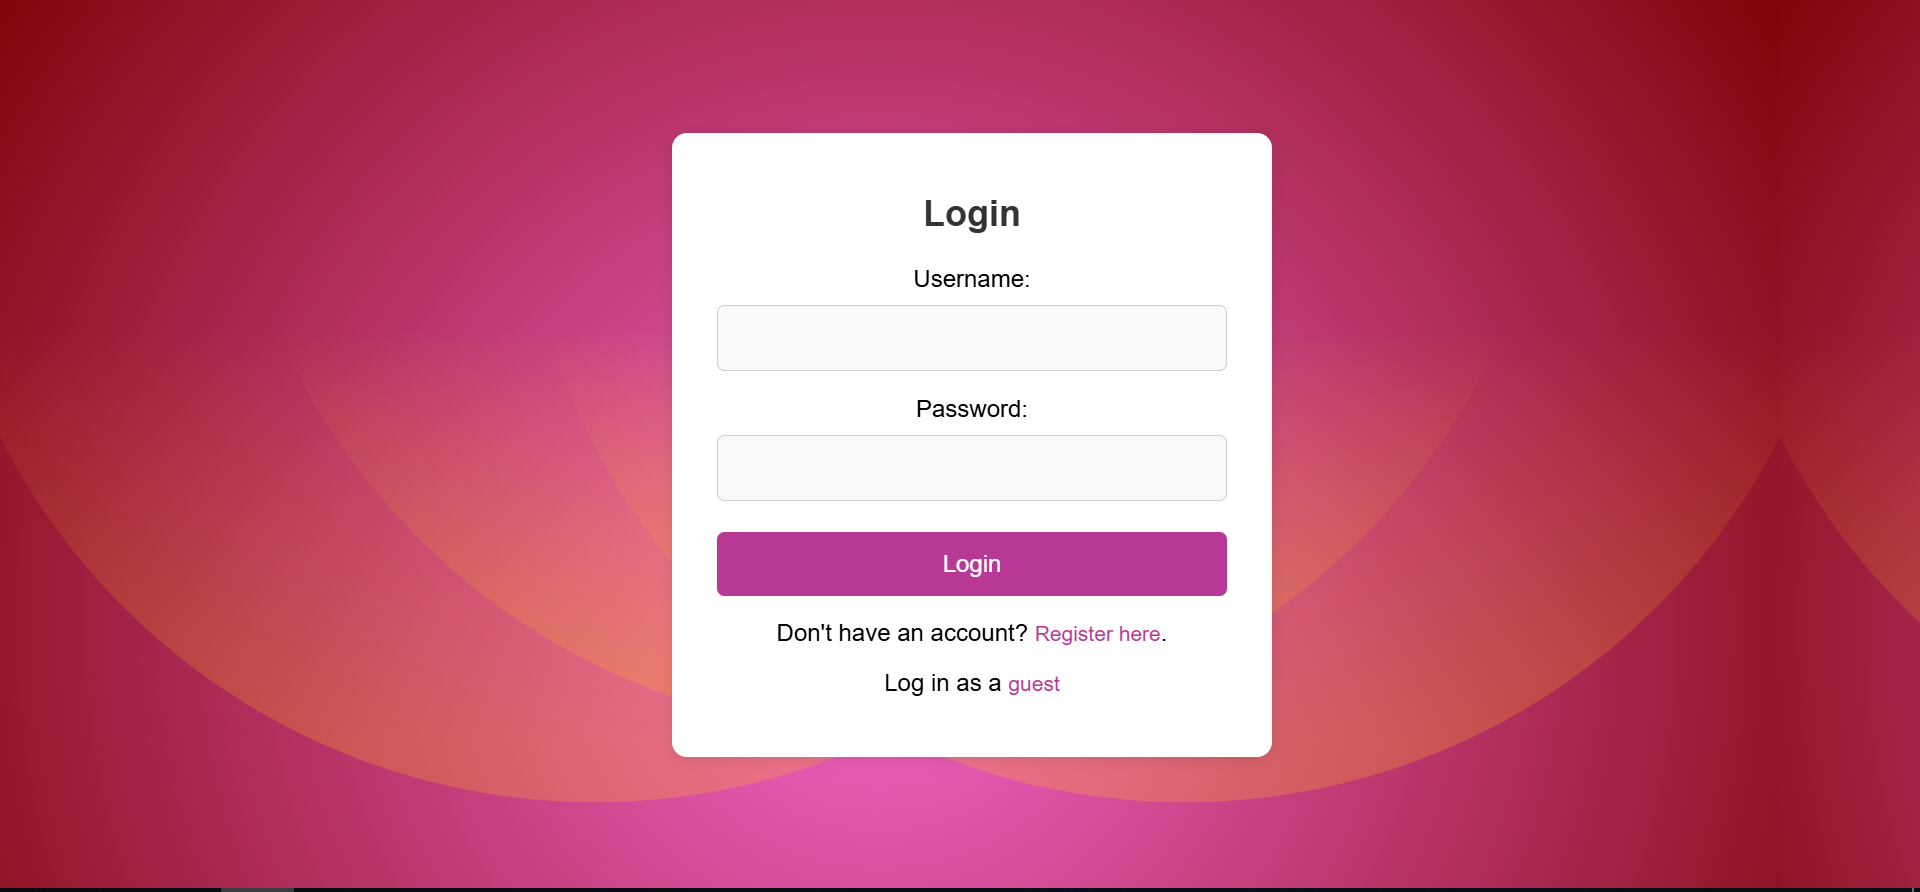 Login
Username:
Password:
Login
Don't have an account? Register here.
Log in as a guest